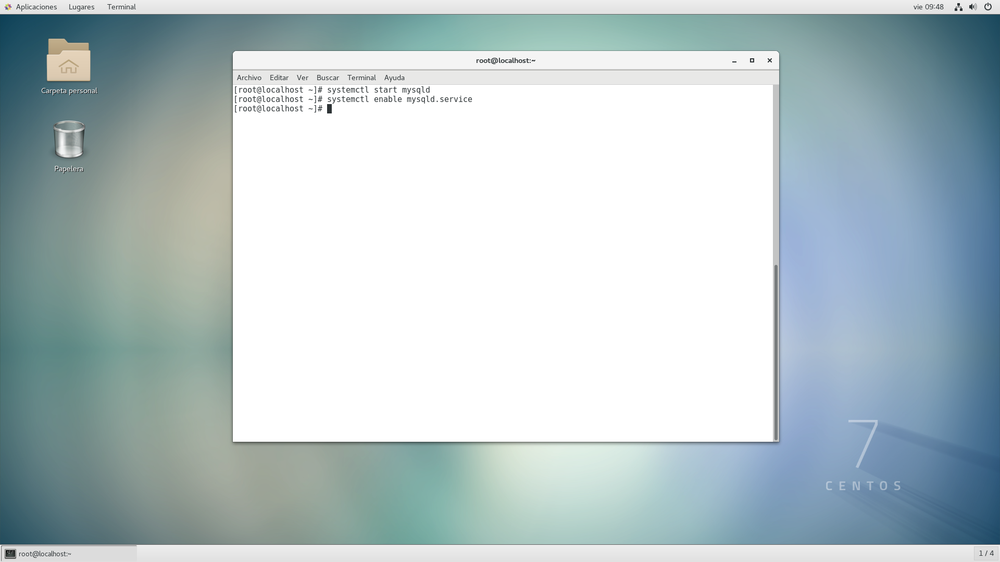 Aplicaciones Lugares Terminal vie 09:48
Carpeta personal
Papelera
root@localhost:~
Archivo Editar Ver Buscar Terminal Ayuda
[root@localhost ~]# systemctl start mysqld
[root@localhost ~]# systemctl enable mysqld.service
[root@localhost ~]#
7
CENTOS
root@localhost:~ 1 / 4